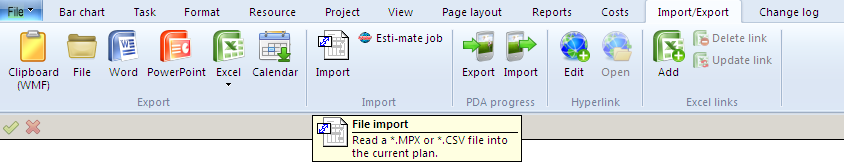 File Bar chart Task Format Resource Project View Page layout Reports Costs Import/Export Change log
Clipboard (WMF) File Word PowerPoint Excel Calendar Import Esti-mate job Export Import Edit Open Add Delete link
Update link
Export Import PDA progress Hyperlink Excel links
File import
Read a *.MPX or *.CSV file into
the current plan.